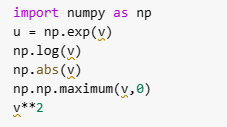 import numpy as np
u = np.exp(v)
np.log(v)
np.abs(v)
np.np.maximum(v,0)
v**2